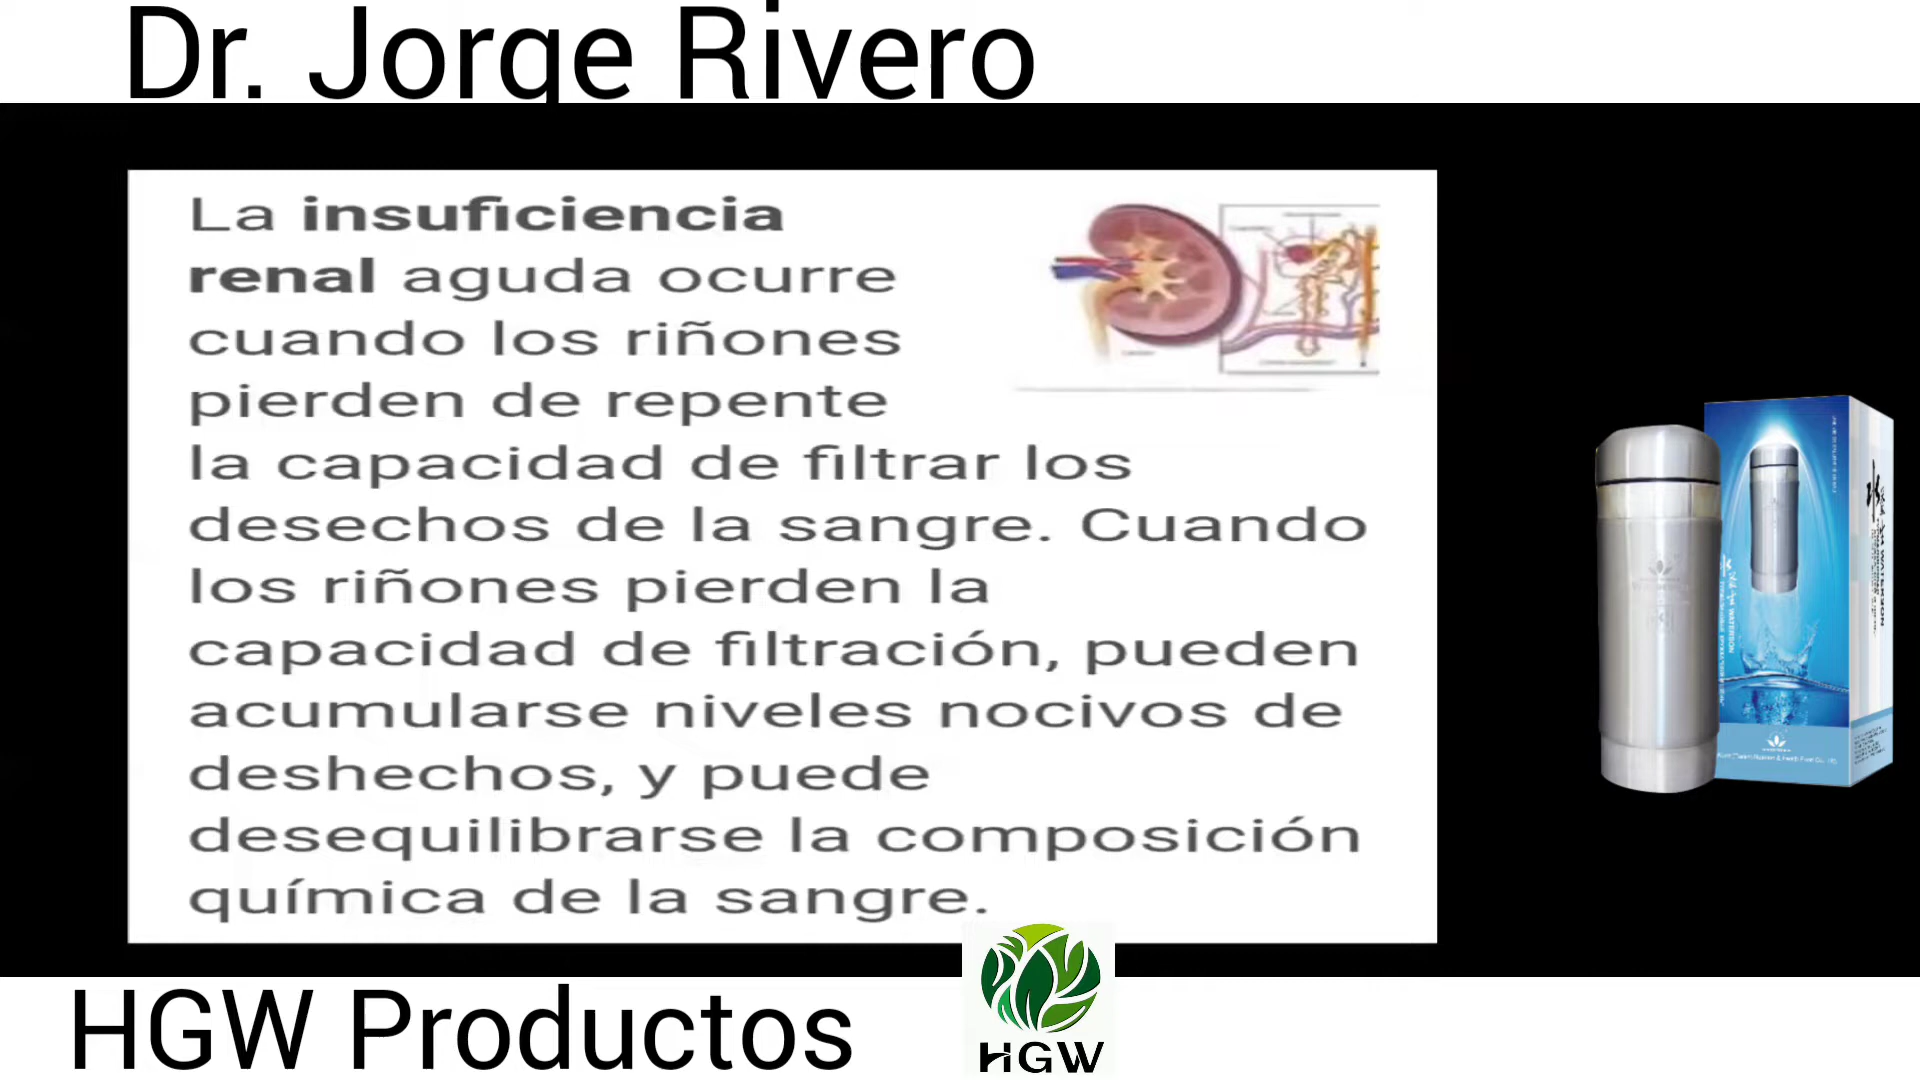 Dr. Jorge Rivero
La insuficiencia
renal aguda ocurre
cuando los riñones
pierden de repente
la capacidad de filtrar los
desechos de la sangre. Cuando
los riñones pierden la
capacidad de filtración, pueden
acumularse niveles nocivos de
deshechos, y puede
desequilibrarse la composición
química de la sangre.
水
HGW Productos
HGW